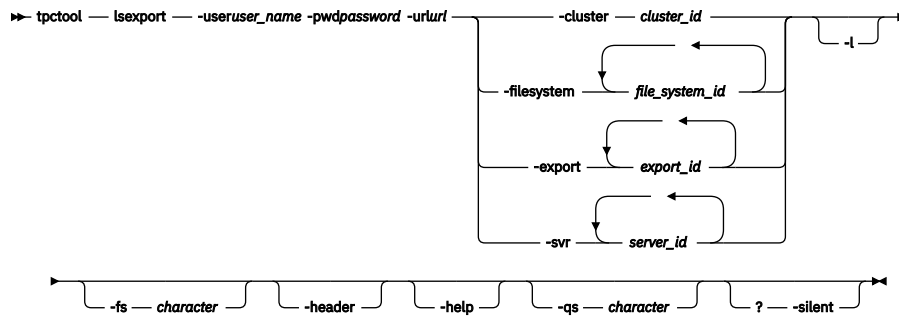 tpctool lsexport -useruser_name -pwdpassword -urlurl -cluster cluster_id
-l
-filesystem file_system_id
-export export_id
-svr server_id
-fs character -header -help -qs character ? -silent